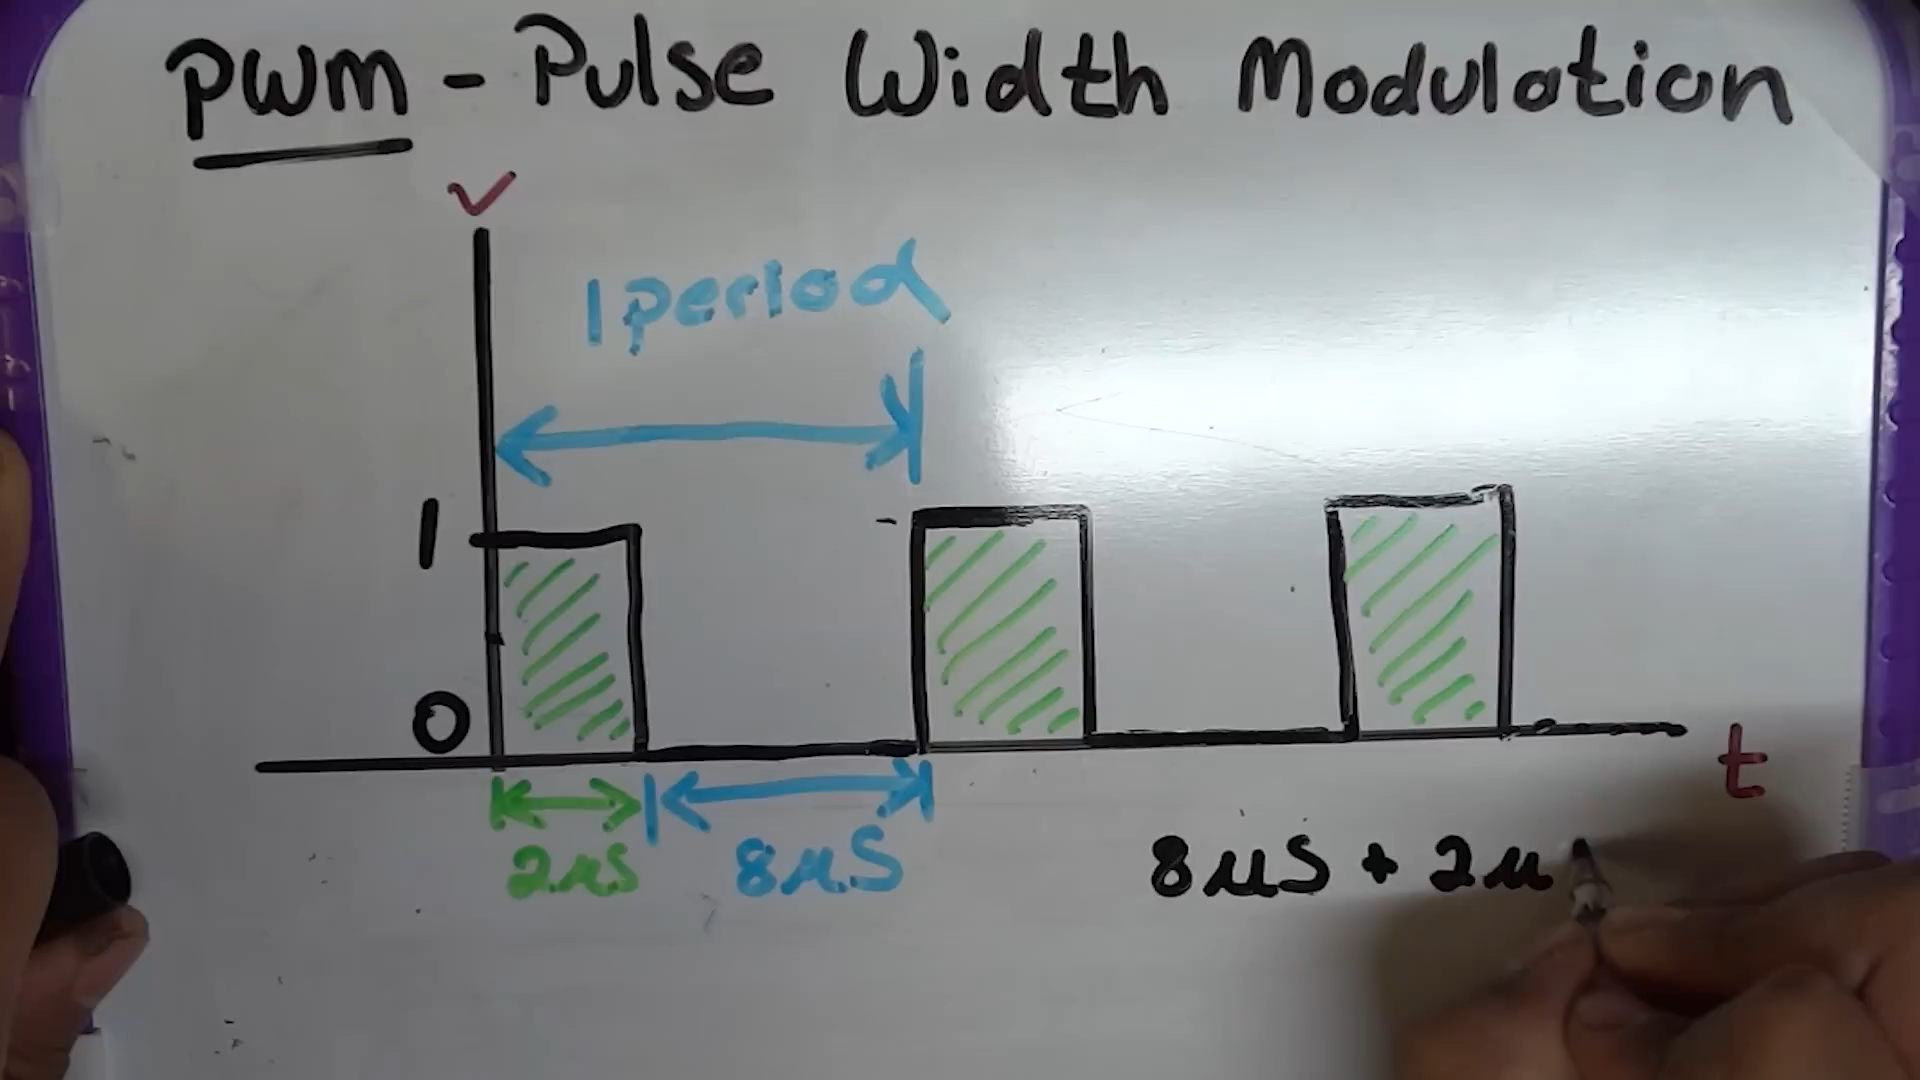 PWM - Pulse Width Modulation
V
1 period
1
0
t
2µs 8µs
8µs + 2µ